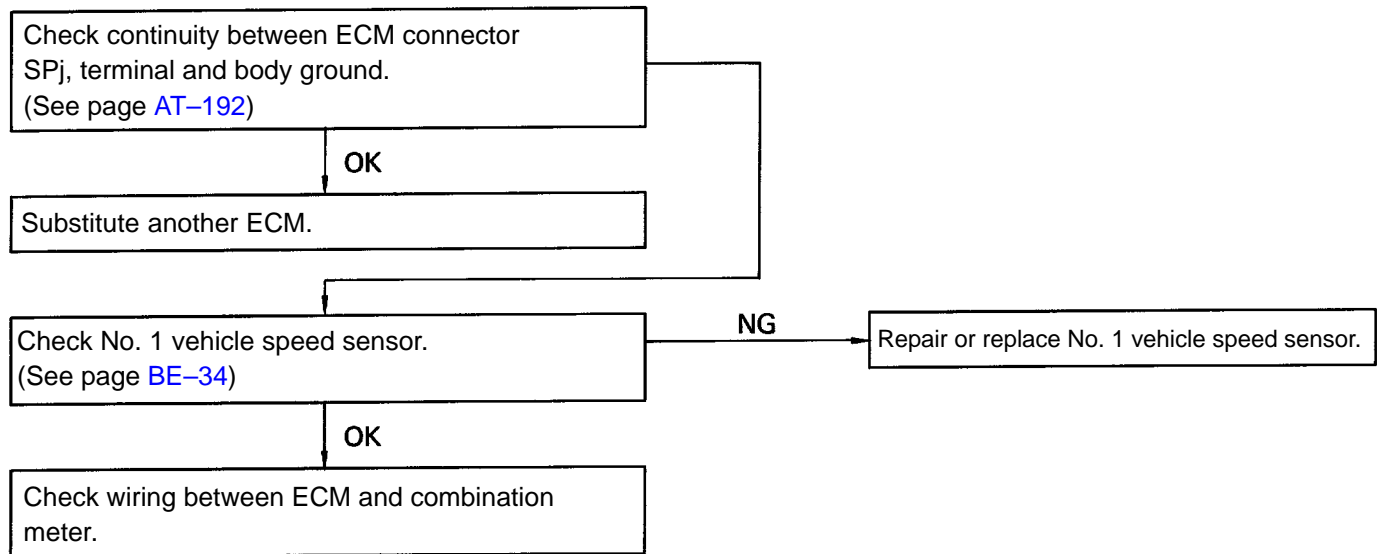 Check continuity between ECM connector
SPj, terminal and body ground.
(See page AT–192)
OK
Substitute another ECM.
Check No. 1 vehicle speed sensor.
(See page BE–34)
NG
Repair or replace No. 1 vehicle speed sensor.
OK
Check wiring between ECM and combination
meter.